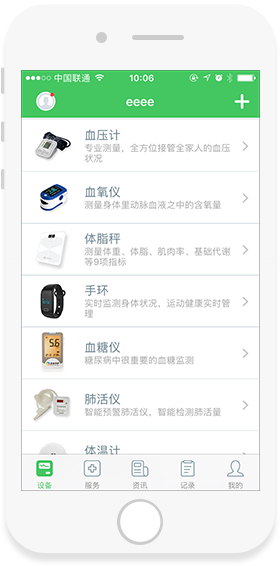 中国联通 10:06
eeee
血压计
专业测量，全方位接管全家人的血压
状况
血氧仪
测量身体里动脉血液之中的含氧量
体脂秤
测量体重、体脂、肌肉率、基础代谢
等9项指标
手环
实时监测身体状况，运动健康实时管
理
5.6
血糖仪
糖尿病中很重要的血糖监测
肺活仪
智能预警肺活仪，智能检测肺活量
体温计
设备 服务 资讯 记录 我的